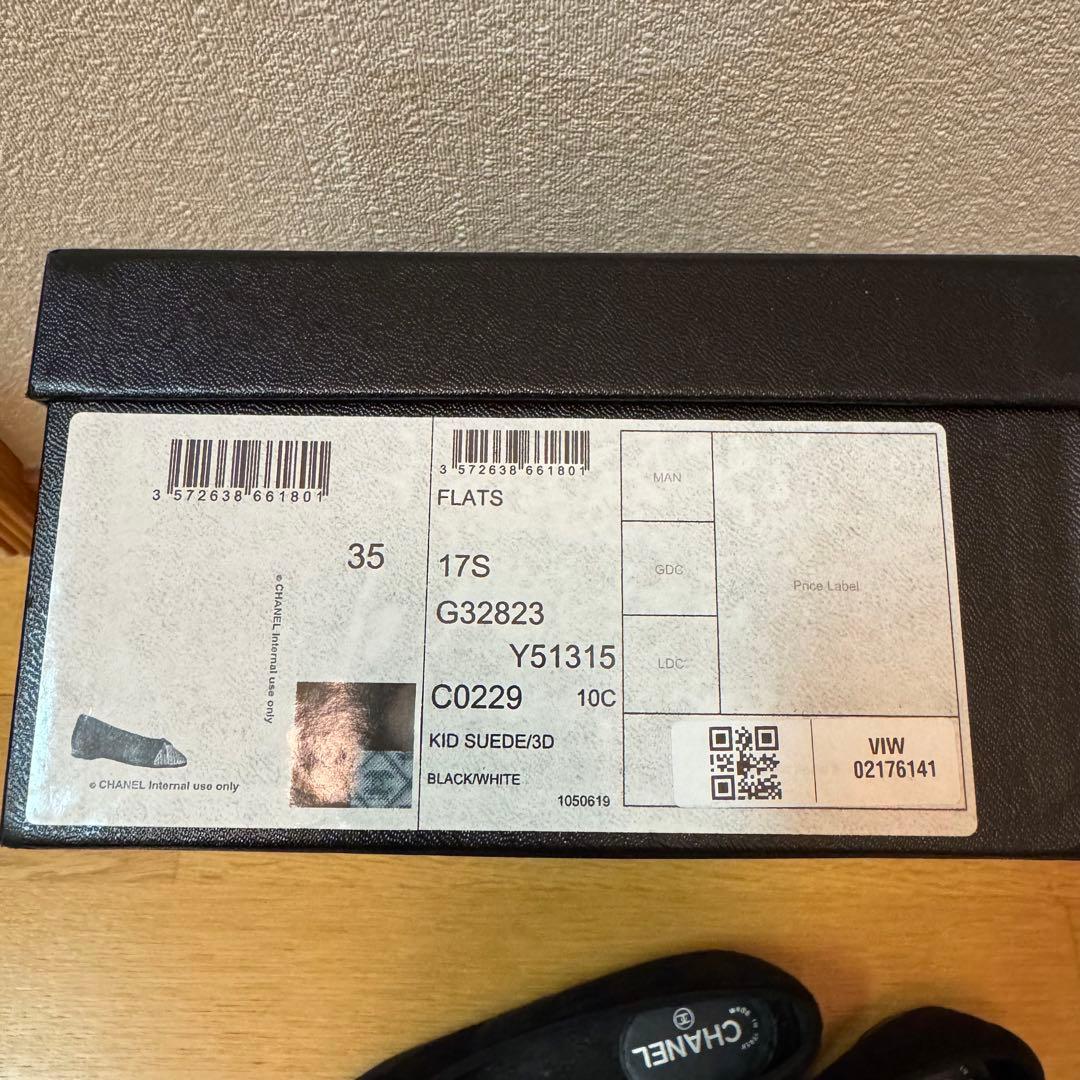 3 572638 661801
35
© CHANEL Internal use only
© CHANEL Internal use only
3 572638 661801
FLATS
17S
G32823
Y51315
C0229 10C
KID SUEDE/3D
BLACK/WHITE
1050619
MAN
GDC
LDC
Price Label
VIW
02176141
CHANEL